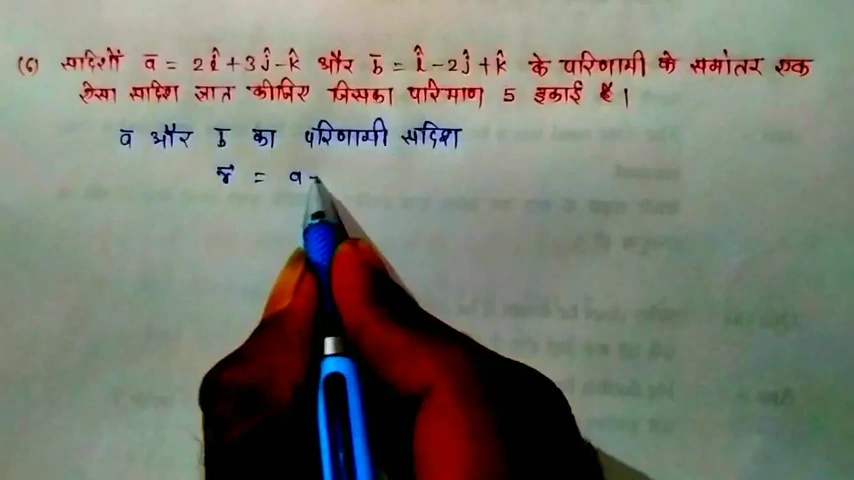 (6) सदिशों a̅ = 2î + 3ĵ - k̂ और b̅ = î - 2ĵ + k̂ के परिणामी के समांतर एक
ऐसा सदिश ज्ञात कीजिए जिसका परिमाण 5 इकाई है।
a̅ और b̅ का परिणामी सदिश
r⃗ = a -